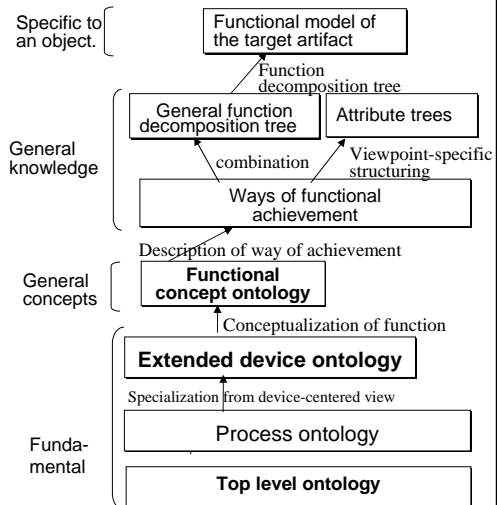 Specific to
an object.
Functional model of
the target artifact
Function
decomposition tree
General function
decomposition tree
Attribute trees
General
knowledge
combination
Viewpoint-specific
structuring
Ways of functional
achievement
Description of way of achievement
General
concepts
Functional
concept ontology
Conceptualization of function
Extended device ontology
Specialization from device-centered view
Process ontology
Funda-
mental
Top level ontology